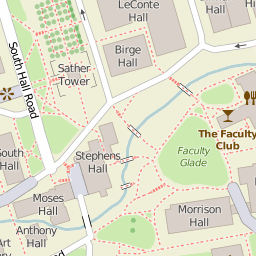 LeConte
Hall
Birge
Hall
South Hall Road
Sather
Tower
The Faculty
Club
Faculty
Glade
South
Hall
Stephens
Hall
Moses
Hall
Morrison
Hall
Anthony
Hall
Art